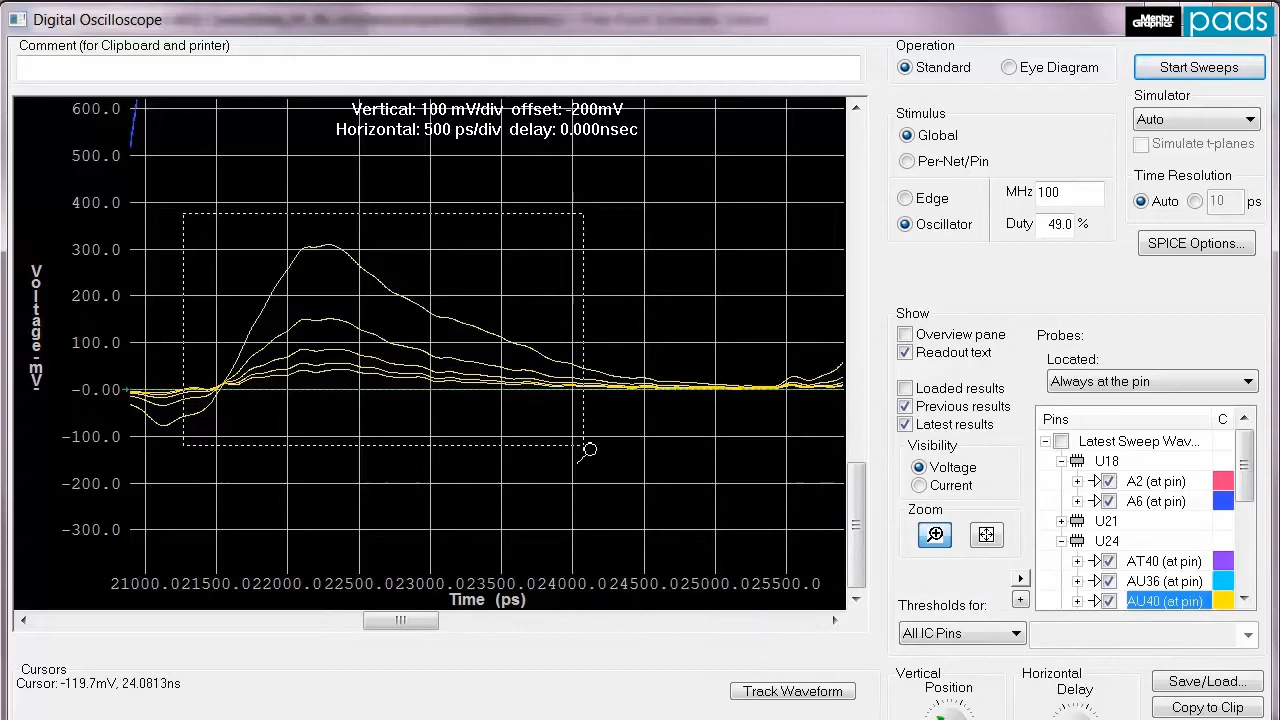 Digital Oscilloscope
Mentor Graphics
pads
Comment (for Clipboard and printer)
Operation
Standard
Eye Diagram
Start Sweeps
Simulator
Auto
Simulate t-planes
Time Resolution
Auto
10 ps
Stimulus
Global
Per-Net/Pin
Edge
Oscillator
MHz 100
Duty 49.0 %
SPICE Options...
Vertical: 100 mV/div offset: -200mV
Horizontal: 500 ps/div delay: 0.000nsec
600.0
500.0
400.0
300.0
200.0
100.0
-0.00
-100.0
-200.0
-300.0
Voltage-mV-
21000.0 21500.0 22000.0 22500.0 23000.0 23500.0 24000.0 24500.0 25000.0 25500.0
Time (ps)
Show
Overview pane
Readout text
Loaded results
Previous results
Latest results
Visibility
Voltage
Current
Zoom
Thresholds for:
All IC Pins
Probes:
Located:
Always at the pin
Pins C
Latest Sweep Wav...
U18
A2 (at pin)
A6 (at pin)
U21
U24
AT40 (at pin)
AU36 (at pin)
AU40 (at pin)
Cursors
Cursor: -119.7mV, 24.0813ns
Track Waveform
Vertical
Position
Horizontal
Delay
Save/Load...
Copy to Clip